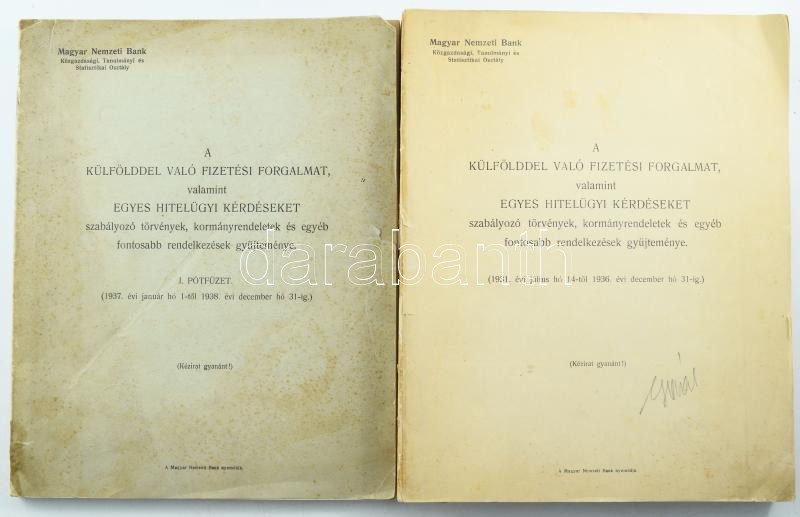 Magyar Nemzeti Bank
Közgazdasági, Tanulmányi és
Statisztikai Osztály
A
KÜLFÖLDDEL VALÓ FIZETÉSI FORGALMAT,
valamint
EGYES HITELÜGYI KÉRDÉSEKET
szabályozó törvények, kormányrendeletek és egyéb
fontosabb rendelkezések gyüjteménye.
I. PÓTFÜZET.
(1937. évi január hó 1-től 1938. évi december hó 31-ig.)
(Kézirat gyanánt!)
A Magyar Nemzeti Bank nyomdája.
Magyar Nemzeti Bank
Közgazdasági, Tanulmányi és
Statisztikai Osztály
A
KÜLFÖLDDEL VALÓ FIZETÉSI FORGALMAT,
valamint
EGYES HITELÜGYI KÉRDÉSEKET
szabályozó törvények, kormányrendeletek és egyéb
fontosabb rendelkezések gyüjteménye.
(1931. évi július hó 14-től 1936. évi december hó 31-ig.)
(Kézirat gyanánt!)
A Magyar Nemzeti Bank nyomdája.
darabanth